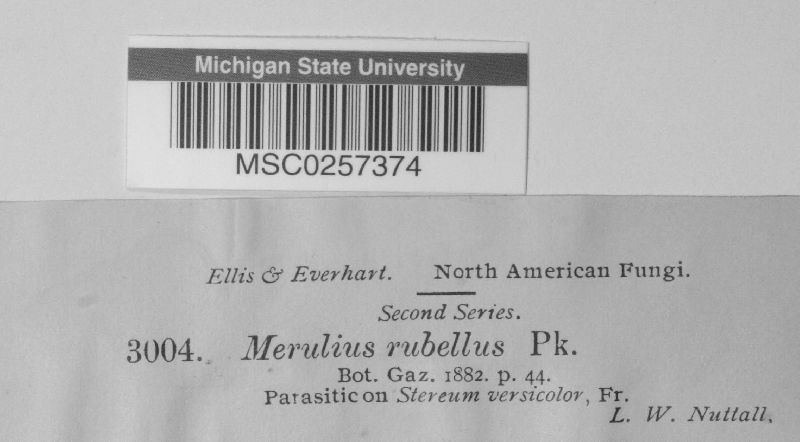 Michigan State University
MSC0257374
Ellis & Everhart. North American Fungi.
Second Series.
3004. Merulius rubellus Pk.
Bot. Gaz. 1882. p. 44.
Parasitic on Stereum versicolor, Fr.
L. W. Nuttall.